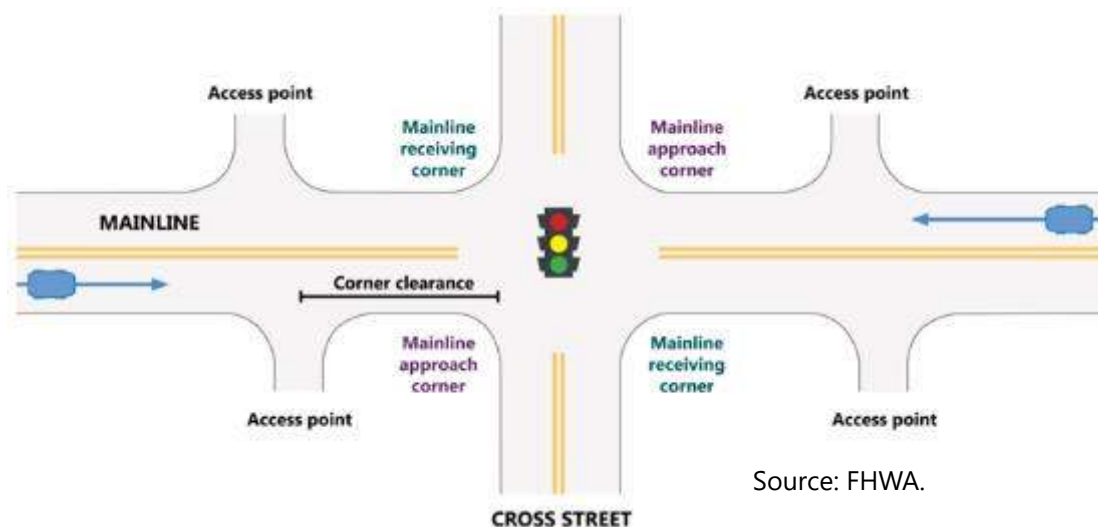 Access point
Access point
Mainline
receiving
corner
Mainline
approach
corner
MAINLINE
Corner clearance
Mainline
approach
corner
Mainline
receiving
corner
Access point
Access point
Source: FHWA.
CROSS STREET